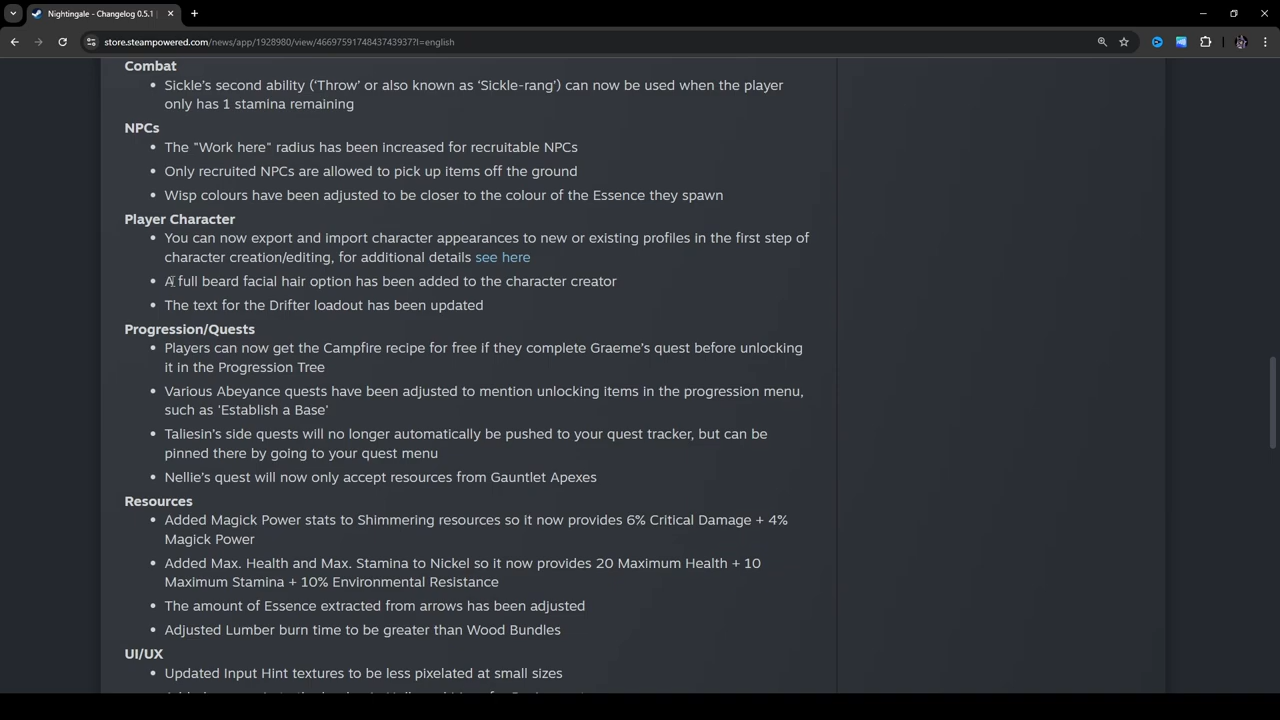 Nightingale - Changelog 0.5.1
store.steampowered.com/news/app/1928980/view/4669759174843743937?l=english
Combat
Sickle's second ability ('Throw' or also known as 'Sickle-rang') can now be used when the player
only has 1 stamina remaining
NPCs
The "Work here" radius has been increased for recruitable NPCs
Only recruited NPCs are allowed to pick up items off the ground
Wisp colours have been adjusted to be closer to the colour of the Essence they spawn
Player Character
You can now export and import character appearances to new or existing profiles in the first step of
character creation/editing, for additional details see here
A full beard facial hair option has been added to the character creator
The text for the Drifter loadout has been updated
Progression/Quests
Players can now get the Campfire recipe for free if they complete Graeme's quest before unlocking
it in the Progression Tree
Various Abeyance quests have been adjusted to mention unlocking items in the progression menu,
such as 'Establish a Base'
Taliesin's side quests will no longer automatically be pushed to your quest tracker, but can be
pinned there by going to your quest menu
Nellie's quest will now only accept resources from Gauntlet Apexes
Resources
Added Magick Power stats to Shimmering resources so it now provides 6% Critical Damage + 4%
Magick Power
Added Max. Health and Max. Stamina to Nickel so it now provides 20 Maximum Health + 10
Maximum Stamina + 10% Environmental Resistance
The amount of Essence extracted from arrows has been adjusted
Adjusted Lumber burn time to be greater than Wood Bundles
UI/UX
Updated Input Hint textures to be less pixelated at small sizes